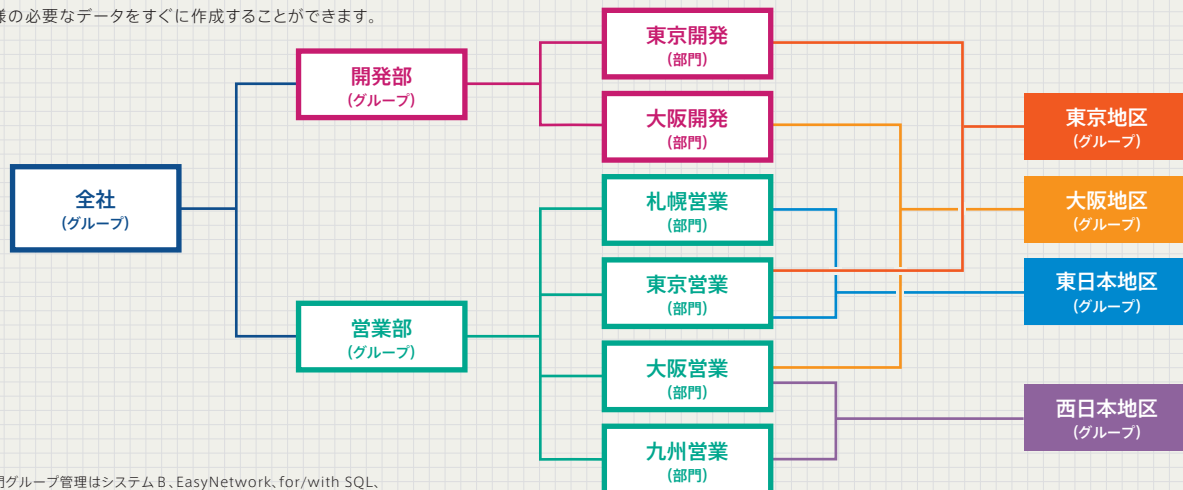 様の必要なデータをすぐに作成することができます。
全社
(グループ)
開発部
(グループ)
営業部
(グループ)
東京開発
(部門)
大阪開発
(部門)
札幌営業
(部門)
東京営業
(部門)
大阪営業
(部門)
九州営業
(部門)
東京地区
(グループ)
大阪地区
(グループ)
東日本地区
(グループ)
西日本地区
(グループ)
門グループ管理はシステムB、EasyNetwork、for/with SQL、